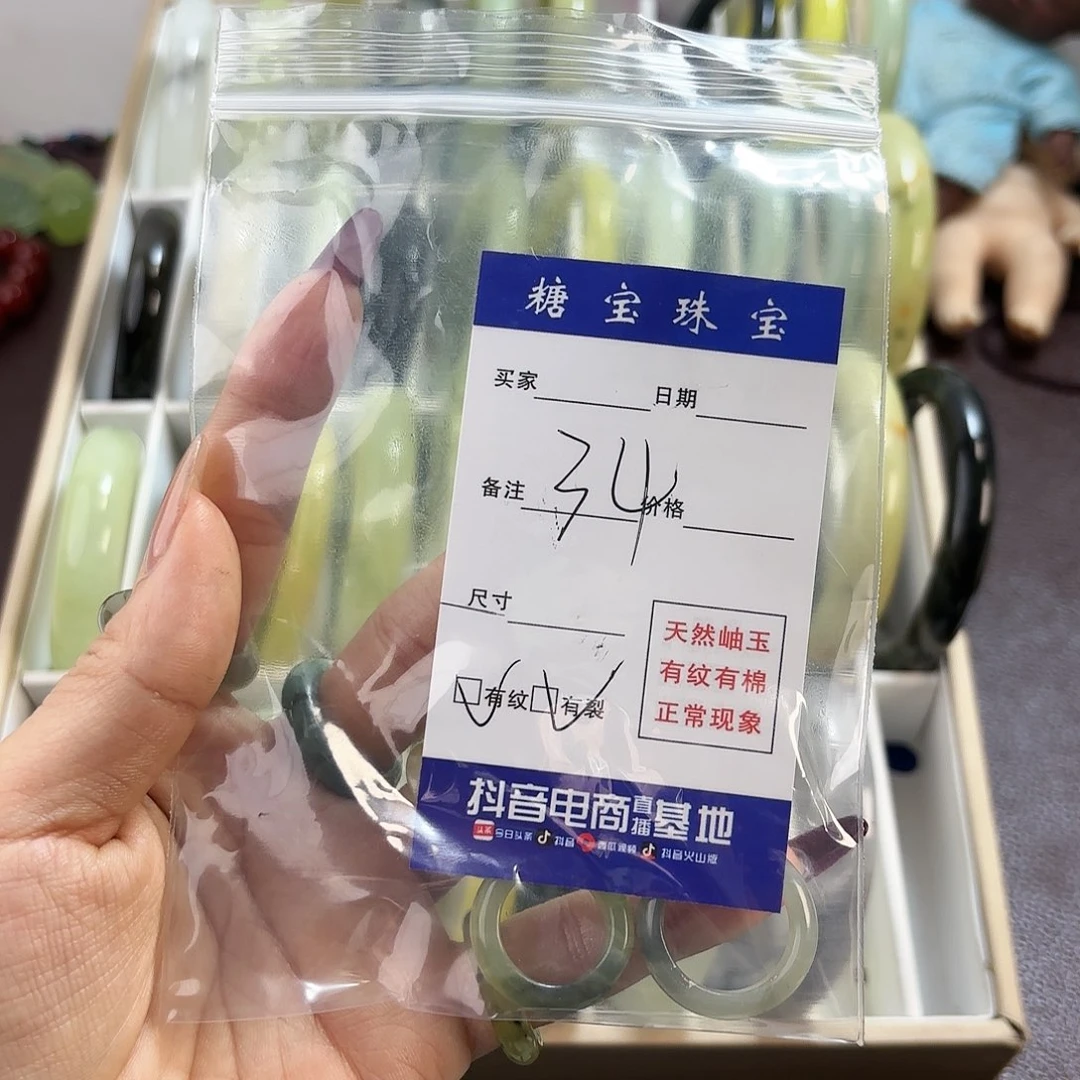 糖宝珠宝
买家 日期
34
备注 价格
尺寸
有纹 有裂
天然岫玉
有纹有棉
正常现象
抖音电商直播基地
头条 今日头条 抖音 西瓜视频 抖音火山版